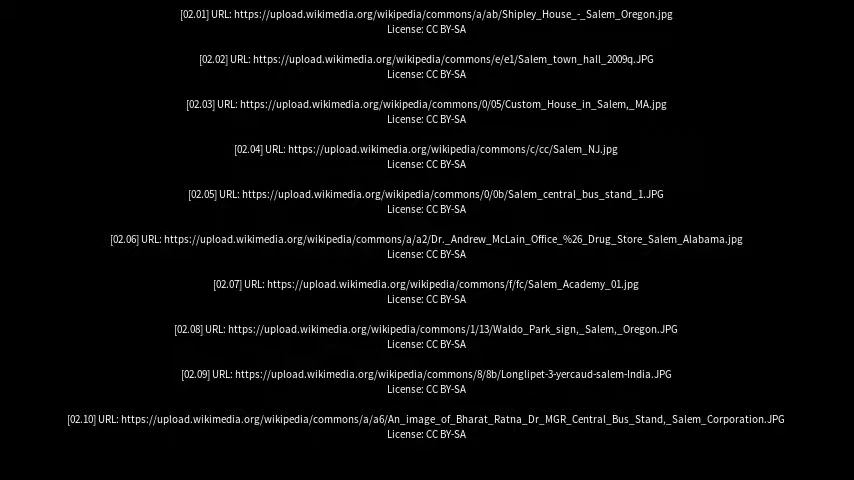 [02.01] URL: https://upload.wikimedia.org/wikipedia/commons/a/ab/Shipley_House_-_Salem_Oregon.jpg
License: CC BY-SA
[02.02] URL: https://upload.wikimedia.org/wikipedia/commons/e/e1/Salem_town_hall_2009q.JPG
License: CC BY-SA
[02.03] URL: https://upload.wikimedia.org/wikipedia/commons/0/05/Custom_House_in_Salem,_MA.jpg
License: CC BY-SA
[02.04] URL: https://upload.wikimedia.org/wikipedia/commons/c/cc/Salem_NJ.jpg
License: CC BY-SA
[02.05] URL: https://upload.wikimedia.org/wikipedia/commons/0/0b/Salem_central_bus_stand_1.JPG
License: CC BY-SA
[02.06] URL: https://upload.wikimedia.org/wikipedia/commons/a/a2/Dr._Andrew_McLain_Office_%26_Drug_Store_Salem_Alabama.jpg
License: CC BY-SA
[02.07] URL: https://upload.wikimedia.org/wikipedia/commons/f/fc/Salem_Academy_01.jpg
License: CC BY-SA
[02.08] URL: https://upload.wikimedia.org/wikipedia/commons/1/13/Waldo_Park_sign,_Salem,_Oregon.JPG
License: CC BY-SA
[02.09] URL: https://upload.wikimedia.org/wikipedia/commons/8/8b/Longlipet-3-yercaud-salem-India.JPG
License: CC BY-SA
[02.10] URL: https://upload.wikimedia.org/wikipedia/commons/a/a6/An_image_of_Bharat_Ratna_Dr_MGR_Central_Bus_Stand,_Salem_Corporation.JPG
License: CC BY-SA